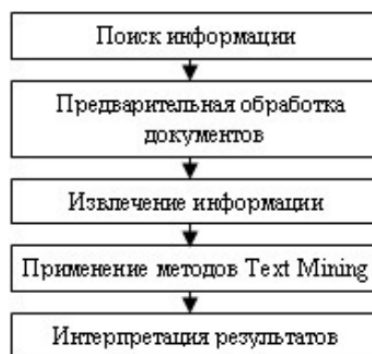 Поиск информации
Предварительная обработка
документов
Извлечение информации
Применение методов Text Mining
Интерпретация результатов